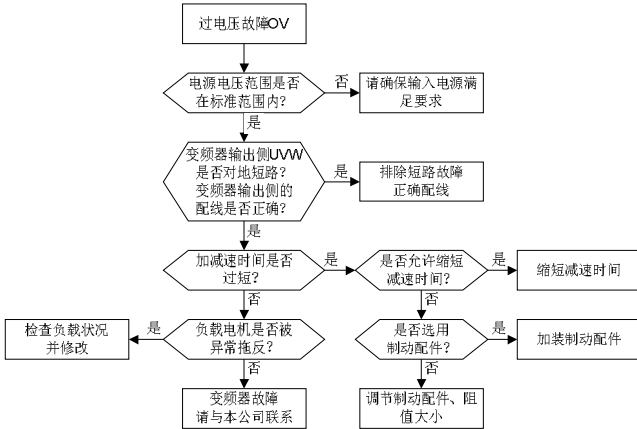 过电压故障OV
电源电压范围是否
在标准范围内?
否
请确保输入电源满
足要求
是
变频器输出侧UVW
是否对地短路?
变频器输出侧的
配线是否正确?
是
排除短路故障
正确配线
是
加减速时间是否
过短?
是
是否允许缩短
减速时间?
是
缩短减速时间
否
否
检查负载状况
并修改
是
负载电机是否被
异常拖反?
是否选用
制动配件?
是
加装制动配件
否
否
变频器故障
请与本公司联系
调节制动配件、阻
值大小